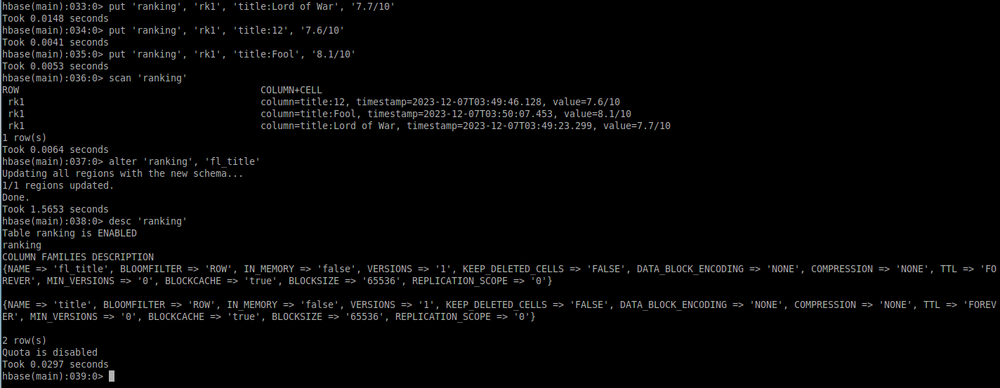 hbase(main):033:0> put 'ranking', 'rk1', 'title:Lord of War', '7.7/10'
Took 0.0148 seconds
hbase(main):034:0> put 'ranking', 'rk1', 'title:12', '7.6/10'
Took 0.0041 seconds
hbase(main):035:0> put 'ranking', 'rk1', 'title:Fool', '8.1/10'
Took 0.0053 seconds
hbase(main):036:0> scan 'ranking'
ROW COLUMN+CELL
rk1 column=title:12, timestamp=2023-12-07T03:49:46.128, value=7.6/10
rk1 column=title:Fool, timestamp=2023-12-07T03:50:07.453, value=8.1/10
rk1 column=title:Lord of War, timestamp=2023-12-07T03:49:23.299, value=7.7/10
1 row(s)
Took 0.0064 seconds
hbase(main):037:0> alter 'ranking', 'fl_title'
Updating all regions with the new schema...
1/1 regions updated.
Done.
Took 1.5653 seconds
hbase(main):038:0> desc 'ranking'
Table ranking is ENABLED
ranking
COLUMN FAMILIES DESCRIPTION
{NAME => 'fl_title', BLOOMFILTER => 'ROW', IN_MEMORY => 'false', VERSIONS => '1', KEEP_DELETED_CELLS => 'FALSE', DATA_BLOCK_ENCODING => 'NONE', COMPRESSION => 'NONE', TTL => 'FO
REVER', MIN_VERSIONS => '0', BLOCKCACHE => 'true', BLOCKSIZE => '65536', REPLICATION_SCOPE => '0'}
{NAME => 'title', BLOOMFILTER => 'ROW', IN_MEMORY => 'false', VERSIONS => '1', KEEP_DELETED_CELLS => 'FALSE', DATA_BLOCK_ENCODING => 'NONE', COMPRESSION => 'NONE', TTL => 'FOREV
ER', MIN_VERSIONS => '0', BLOCKCACHE => 'true', BLOCKSIZE => '65536', REPLICATION_SCOPE => '0'}
2 row(s)
Quota is disabled
Took 0.0297 seconds
hbase(main):039:0>